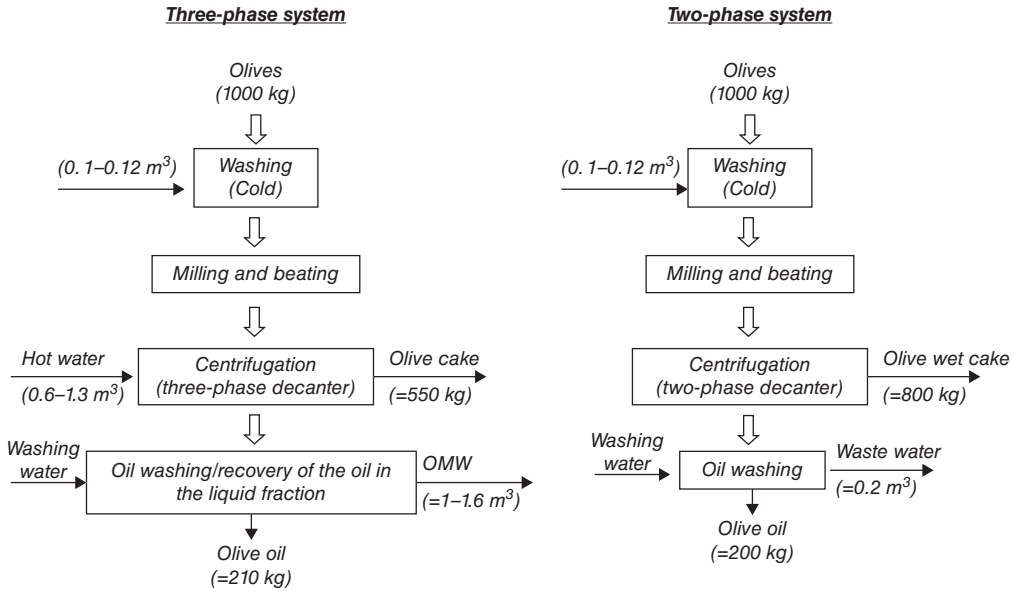 Three-phase system
Olives
(1000 kg)
(0. 1–0.12 m³)
Washing
(Cold)
Milling and beating
Hot water
(0.6–1.3 m³)
Centrifugation
(three-phase decanter)
Olive cake
(=550 kg)
Washing
water
Oil washing/recovery of the oil in
the liquid fraction
OMW
(=1–1.6 m³)
Olive oil
(=210 kg)
Two-phase system
Olives
(1000 kg)
(0. 1–0.12 m³)
Washing
(Cold)
Milling and beating
Centrifugation
(two-phase decanter)
Olive wet cake
(=800 kg)
Washing
water
Oil washing
Waste water
(=0.2 m³)
Olive oil
(=200 kg)